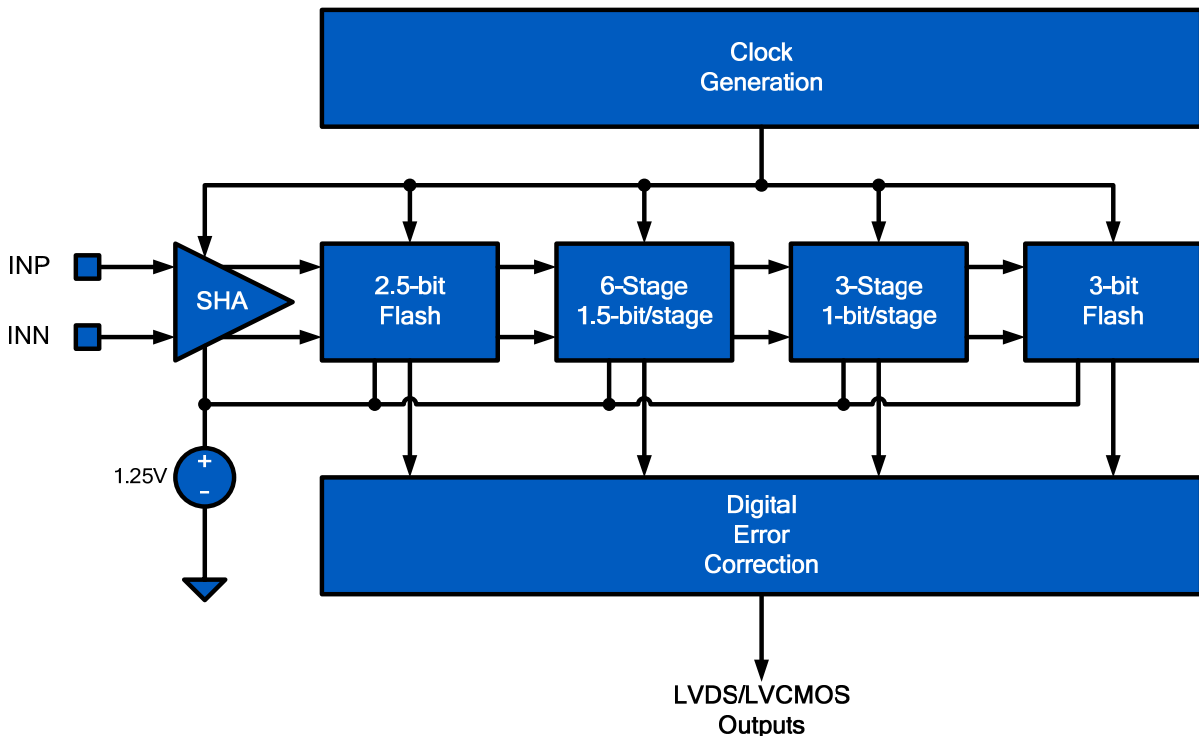 Clock
Generation
INP
INN
SHA
2.5-bit
Flash
6-Stage
1.5-bit/stage
3-Stage
1-bit/stage
3-bit
Flash
1.25V
+
-
Digital
Error
Correction
LVDS/LVCMOS
Outputs